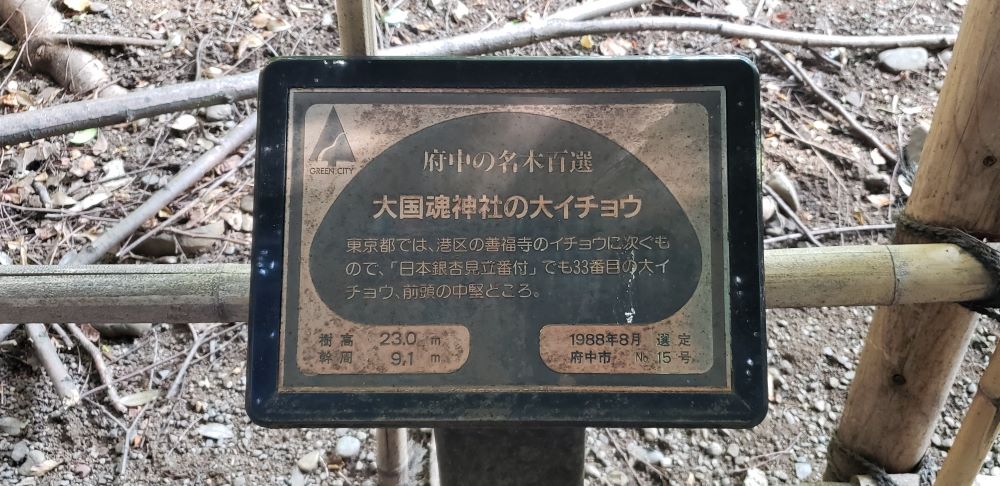 GREEN CITY
府中の名木百選
大国魂神社の大イチョウ
東京都では、港区の善福寺のイチョウに次ぐも
ので、「日本銀杏見立番付」でも33番目の大イ
チョウ、前頭の中堅どころ。
樹高 23.0 m
幹周 9.1 m
1988年8月 選定
府中市 No 15 号